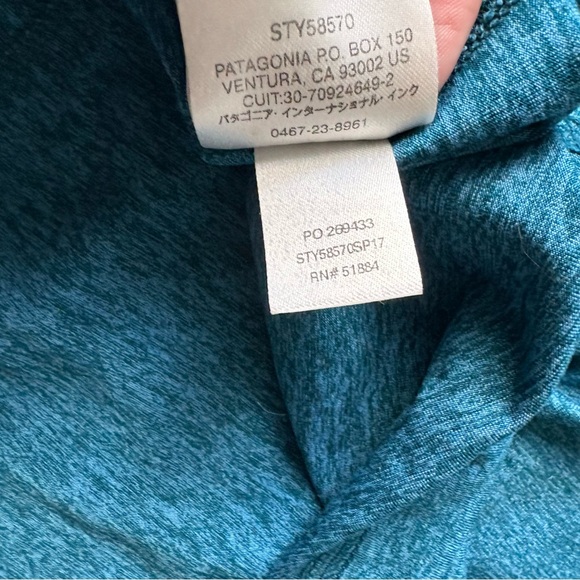 STY58570
PATAGONIA P.O. BOX 150
VENTURA, CA 93002 US
CUIT:30-70924649-2
パタゴニア・インターナショナル・インク
0467-23-8961
PO 269433
STY58570SP17
RN# 51884